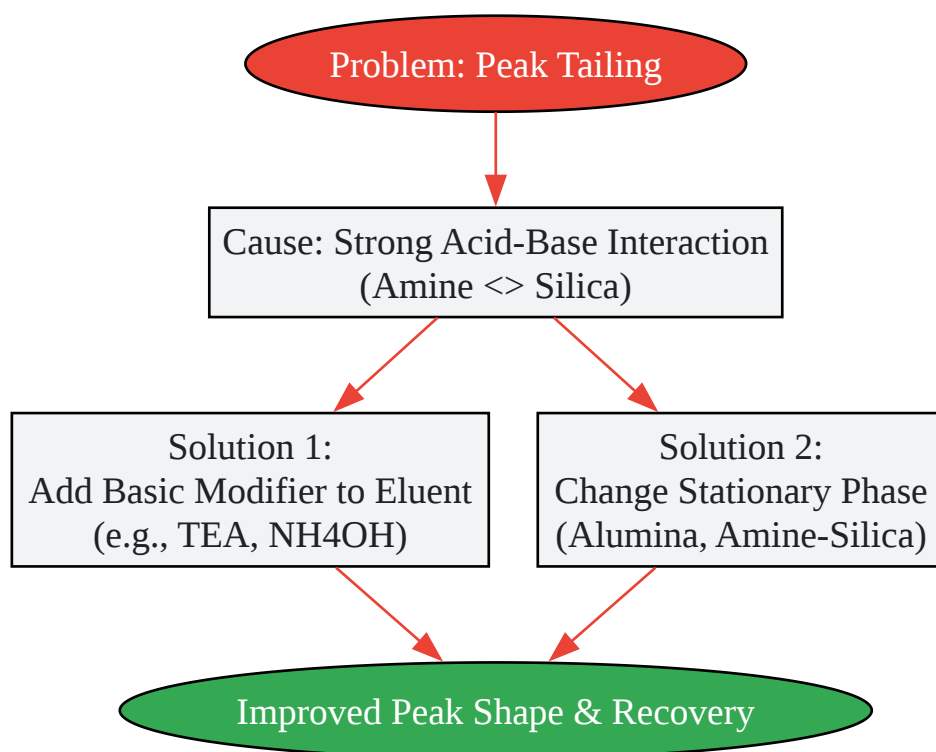 Problem: Peak Tailing
Cause: Strong Acid-Base Interaction
(Amine <> Silica)
Solution 1:
Add Basic Modifier to Eluent
(e.g., TEA, NH4OH)
Solution 2:
Change Stationary Phase
(Alumina, Amine-Silica)
Improved Peak Shape & Recovery